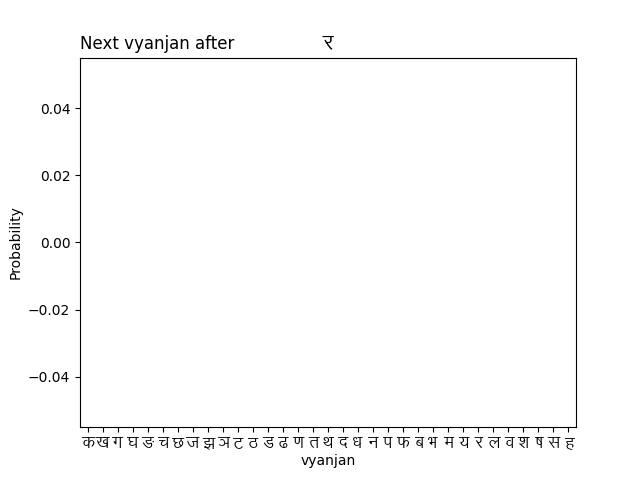 Next vyanjan after र
0.04
0.02
0.00
−0.02
−0.04
Probability
क ख ग घ ङ च छ ज झ ञ ट ठ ड ढ ण त थ द ध न प फ ब भ म य र ल व श ष स ह
vyanjan